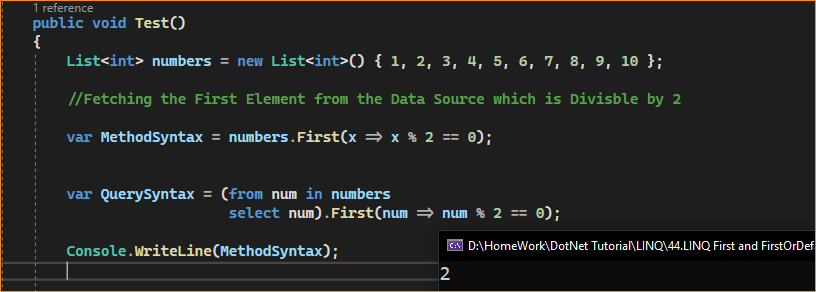 1 reference
public void Test()
{
List<int> numbers = new List<int>() { 1, 2, 3, 4, 5, 6, 7, 8, 9, 10 };
//Fetching the First Element from the Data Source which is Divisble by 2
var MethodSyntax = numbers.First(x => x % 2 == 0);
var QuerySyntax = (from num in numbers
select num).First(num => num % 2 == 0);
Console.WriteLine(MethodSyntax);
D:\HomeWork\DotNet Tutorial\LINQ\44.LINQ First and FirstOrDefa
2